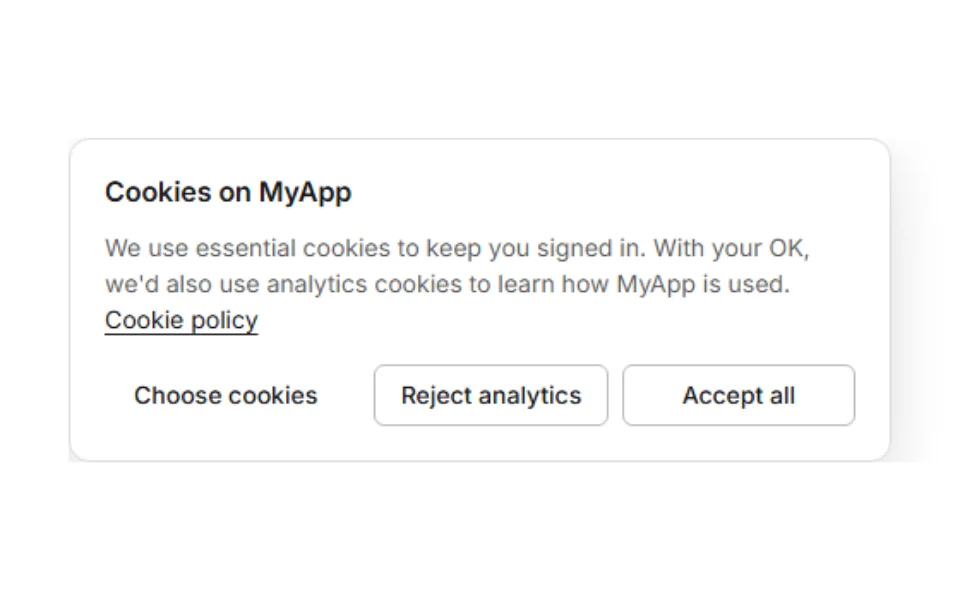 Cookies on MyApp
We use essential cookies to keep you signed in. With your OK,
we'd also use analytics cookies to learn how MyApp is used.
Cookie policy
Choose cookies
Reject analytics
Accept all